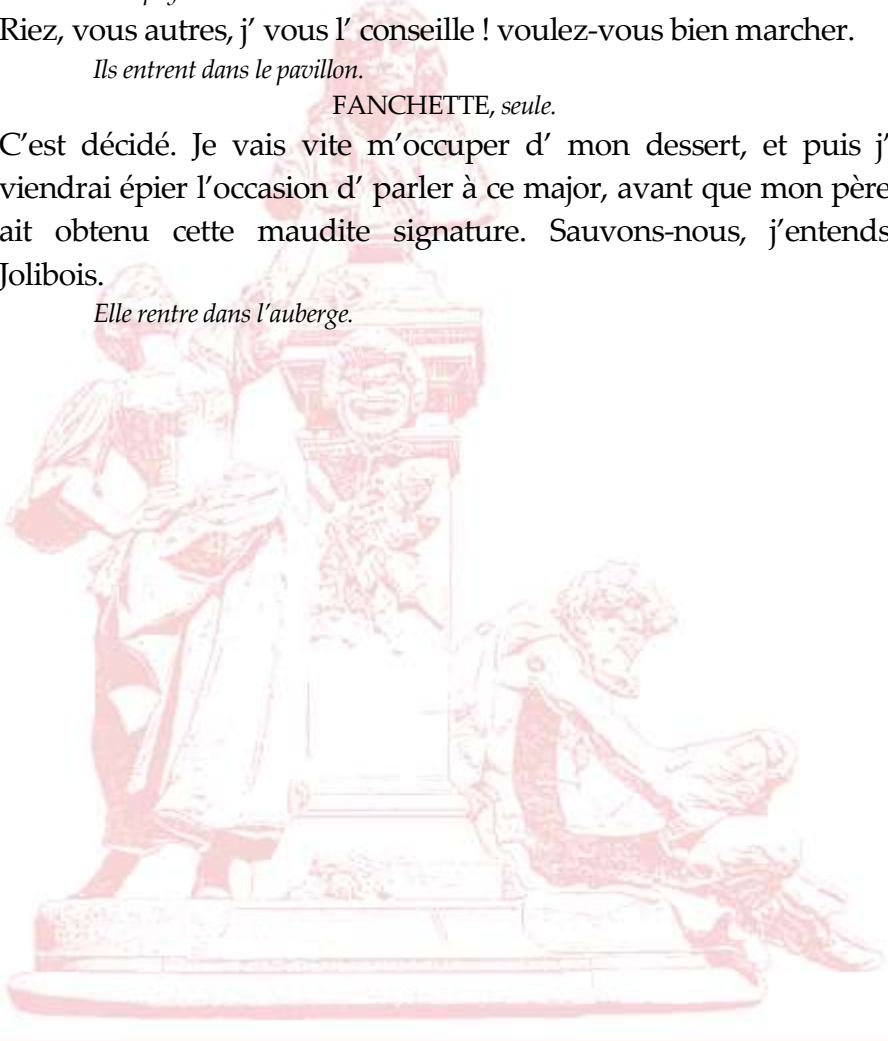 Riez, vous autres, j’ vous l’ conseille ! voulez-vous bien marcher.
Ils entrent dans le pavillon.
FANCHETTE, seule.
C’est décidé. Je vais vite m’occuper d’ mon dessert, et puis j’
viendrai épier l’occasion d’ parler à ce major, avant que mon père
ait obtenu cette maudite signature. Sauvons-nous, j’entends
Jolibois.
Elle rentre dans l’auberge.